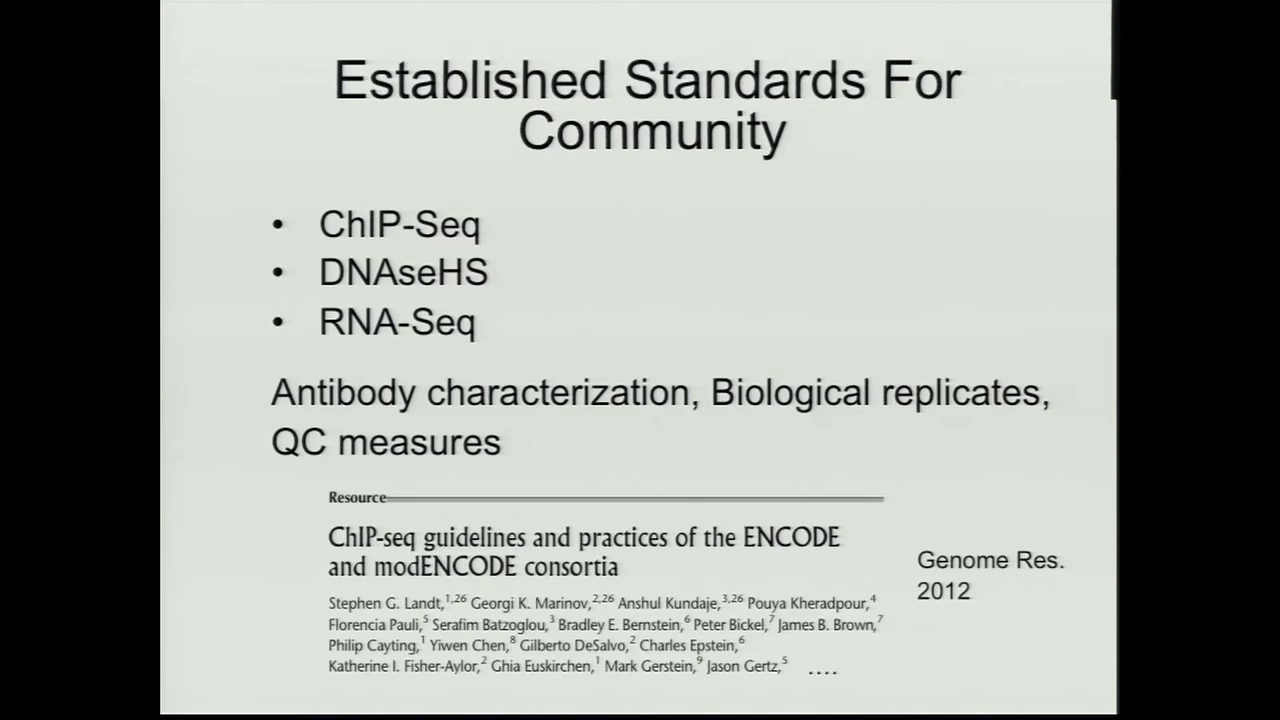 Established Standards For
Community
• ChIP-Seq
• DNAseHS
• RNA-Seq
Antibody characterization, Biological replicates,
QC measures
Resource
ChIP-seq guidelines and practices of the ENCODE
and modENCODE consortia
Genome Res.
2012
Stephen G. Landt,1,26 Georgi K. Marinov,2,26 Anshul Kundaje,3,26 Pouya Kheradpour,4
Florencia Pauli,5 Serafim Batzoglou,3 Bradley E. Bernstein,6 Peter Bickel,7 James B. Brown,7
Philip Cayting,1 Yiwen Chen,8 Gilberto DeSalvo,2 Charles Epstein,6
Katherine I. Fisher-Aylor,2 Ghia Euskirchen,1 Mark Gerstein,9 Jason Gertz,5 ....